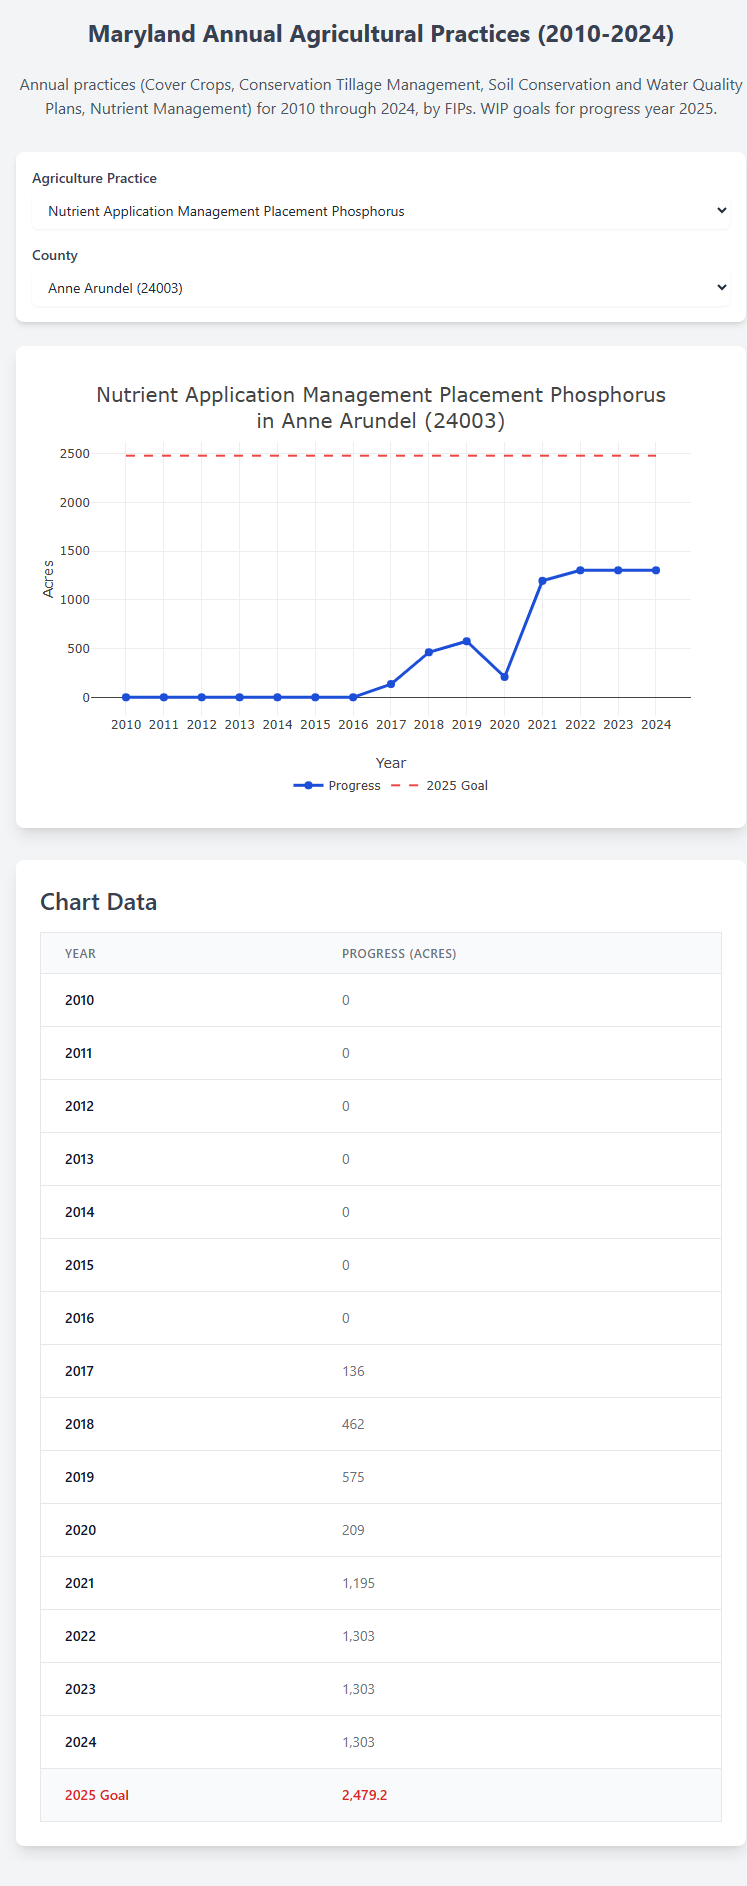 Maryland Annual Agricultural Practices (2010-2024)
Annual practices (Cover Crops, Conservation Tillage Management, Soil Conservation and Water Quality
Plans, Nutrient Management) for 2010 through 2024, by FIPs. WIP goals for progress year 2025.
Agriculture Practice
Nutrient Application Management Placement Phosphorus
County
Anne Arundel (24003)
Nutrient Application Management Placement Phosphorus
in Anne Arundel (24003)
2500
2000
1500
1000
500
0
Acres
2010 2011 2012 2013 2014 2015 2016 2017 2018 2019 2020 2021 2022 2023 2024
Year
Progress 2025 Goal
Chart Data
YEAR PROGRESS (ACRES)
2010 0
2011 0
2012 0
2013 0
2014 0
2015 0
2016 0
2017 136
2018 462
2019 575
2020 209
2021 1,195
2022 1,303
2023 1,303
2024 1,303
2025 Goal 2,479.2